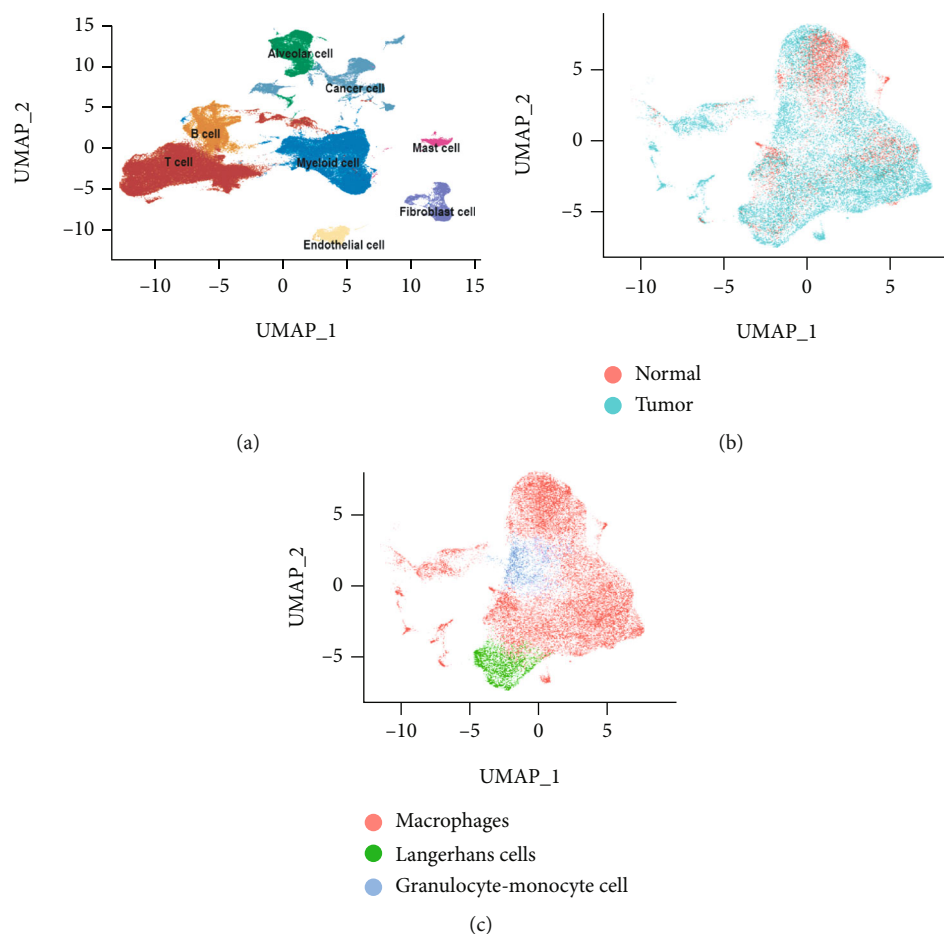 15
10
5
0
−5
−10
UMAP_2
Alveolar cell
Cancer cell
B cell
T cell
Myeloid cell
Mast cell
Fibroblast cell
Endothelial cell
−10 −5 0 5 10 15
UMAP_1
(a)
5
0
−5
UMAP_2
−10 −5 0 5
UMAP_1
Normal
Tumor
(b)
5
0
−5
UMAP_2
−10 −5 0 5
UMAP_1
Macrophages
Langerhans cells
Granulocyte-monocyte cell
(c)